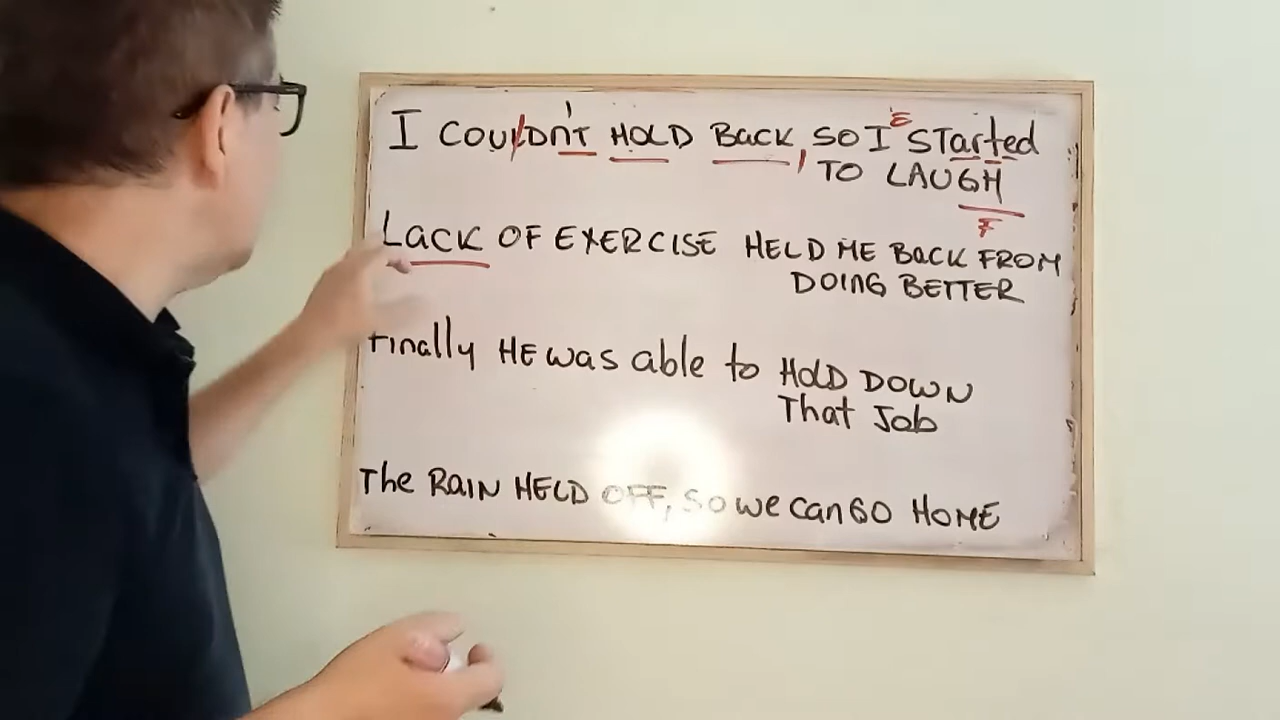 I COULDN'T HOLD BACK, SO I STarted
E
TO LAUGH
F
Lack OF EXERCISE HELD ME BACK FROM
DOING BETTER
Finally HE was able to HOLD DOWN
That Job
The RAIN HELD OFF, SO we can GO HOME